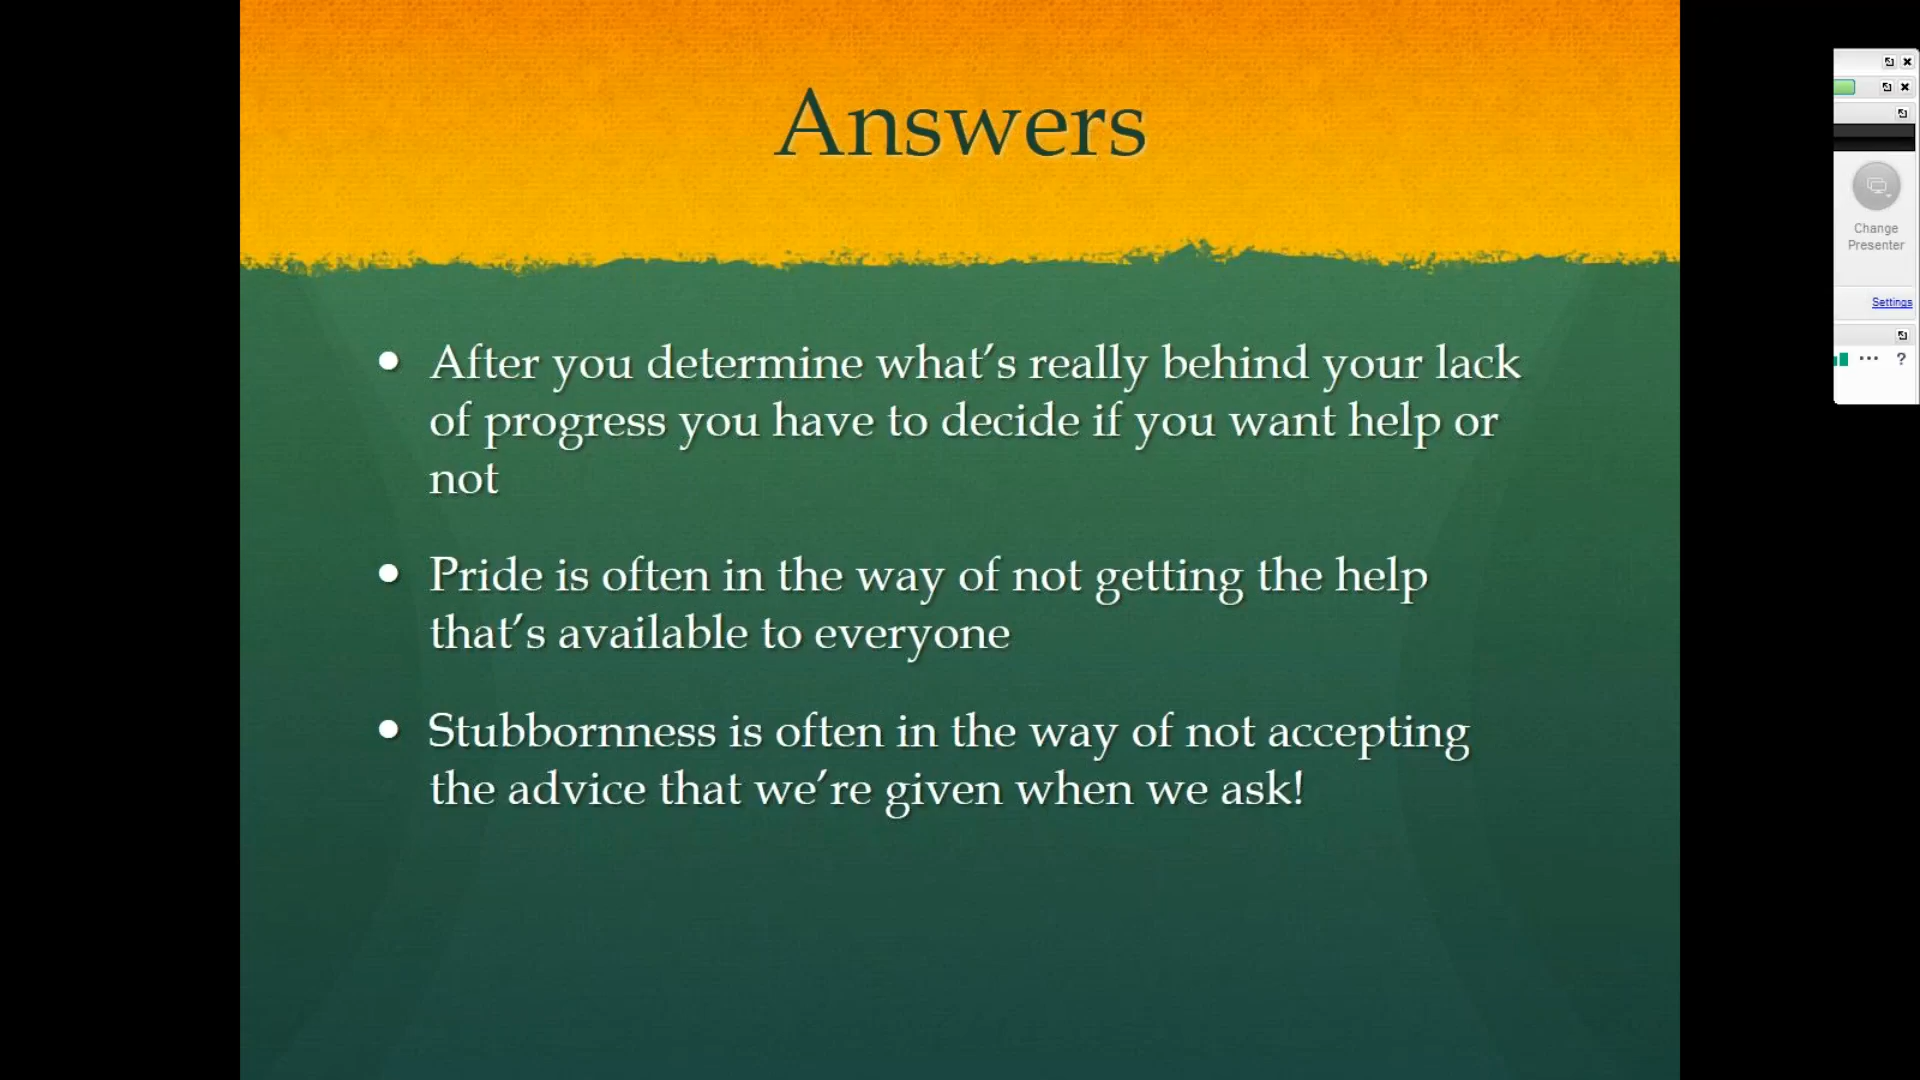 Answers
• After you determine what’s really behind your lack
of progress you have to decide if you want help or
not
• Pride is often in the way of not getting the help
that’s available to everyone
• Stubbornness is often in the way of not accepting
the advice that we’re given when we ask!
Change
Presenter
Settings
?